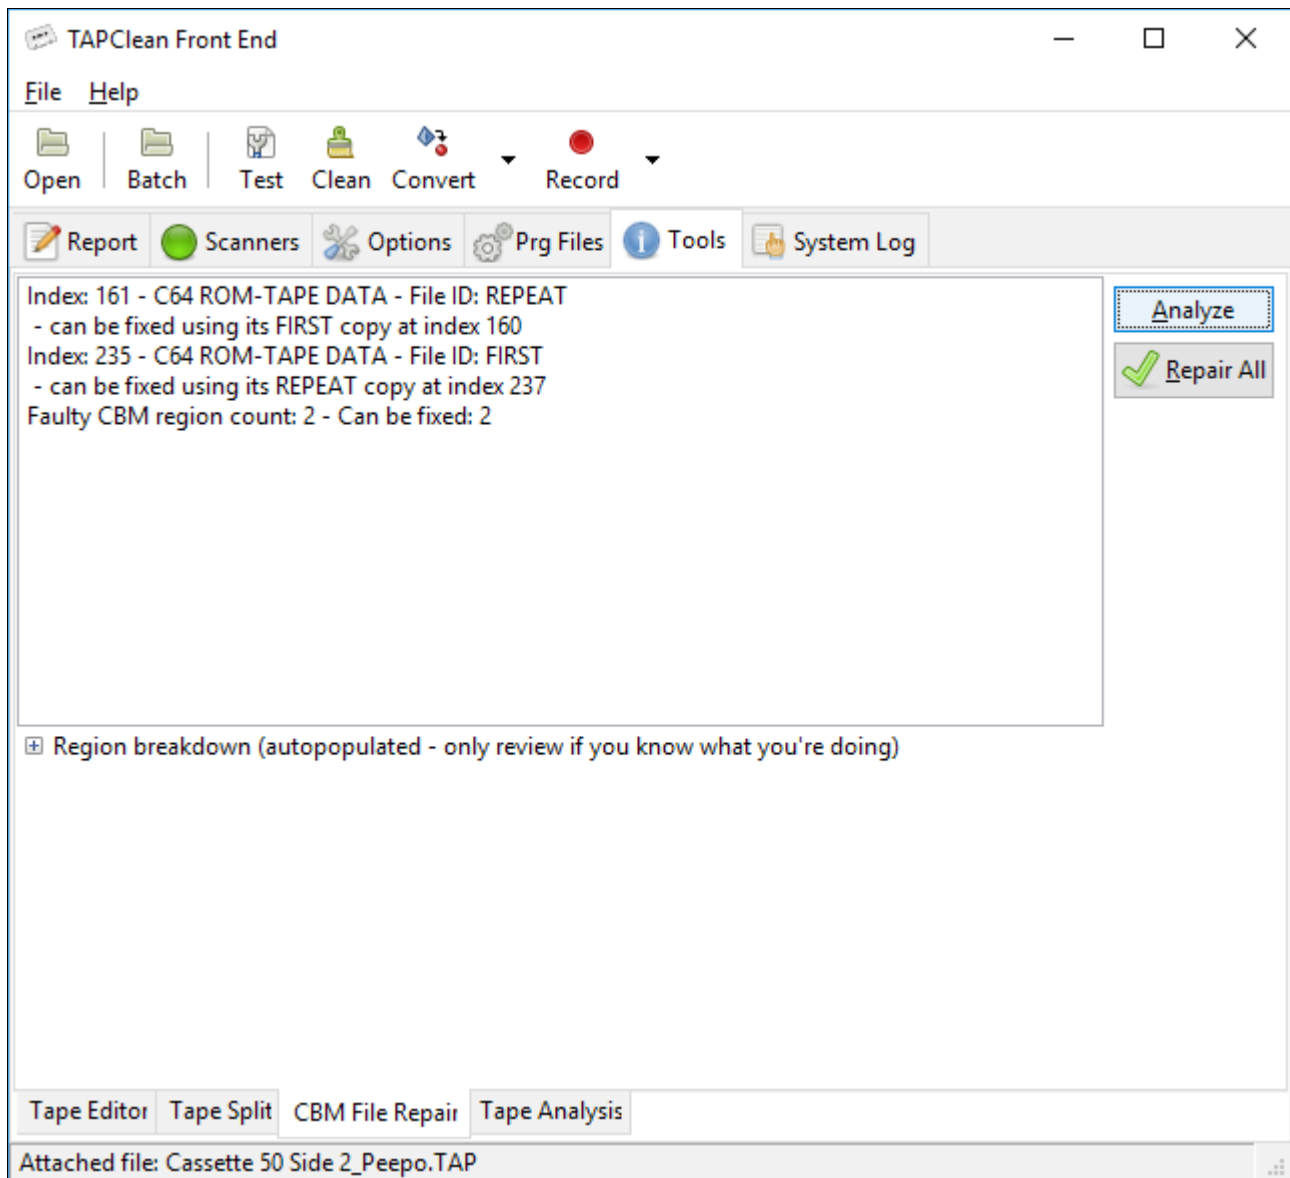 TAPClean Front End
File Help
Open Batch Test Clean Convert Record
Report Scanners Options Prg Files Tools System Log
Index: 161 - C64 ROM-TAPE DATA - File ID: REPEAT
- can be fixed using its FIRST copy at index 160
Index: 235 - C64 ROM-TAPE DATA - File ID: FIRST
- can be fixed using its REPEAT copy at index 237
Faulty CBM region count: 2 - Can be fixed: 2
Analyze
Repair All
Region breakdown (autopopulated - only review if you know what you're doing)
Tape Editor Tape Split CBM File Repair Tape Analysis
Attached file: Cassette 50 Side 2_Peepo.TAP